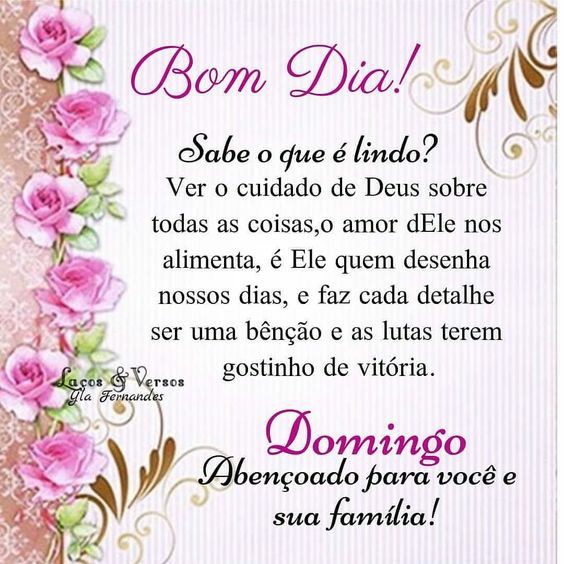 Bom Dia!
Sabe o que é lindo?
Ver o cuidado de Deus sobre
todas as coisas,o amor dEle nos
alimenta, é Ele quem desenha
nossos dias, e faz cada detalhe
ser uma bênção e as lutas terem
gostinho de vitória.
Laços & Versos
Gla Fernandes
Domingo
Abençoado para você e
sua família!